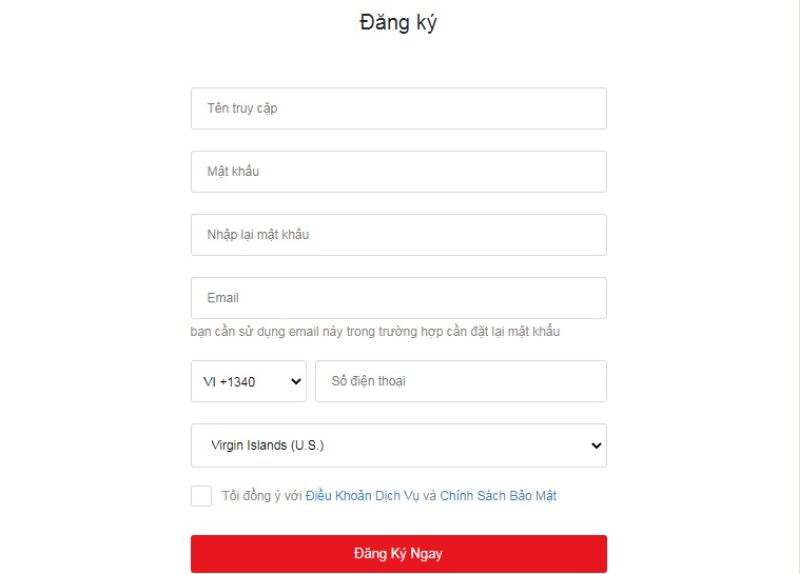 Đăng ký
Tên truy cập
Mật khẩu
Nhập lại mật khẩu
Email
bạn cần sử dụng email này trong trường hợp cần đặt lại mật khẩu
VI +1340
Số điện thoại
Virgin Islands (U.S.)
Tôi đồng ý với Điều Khoản Dịch Vụ và Chính Sách Bảo Mật
Đăng Ký Ngay